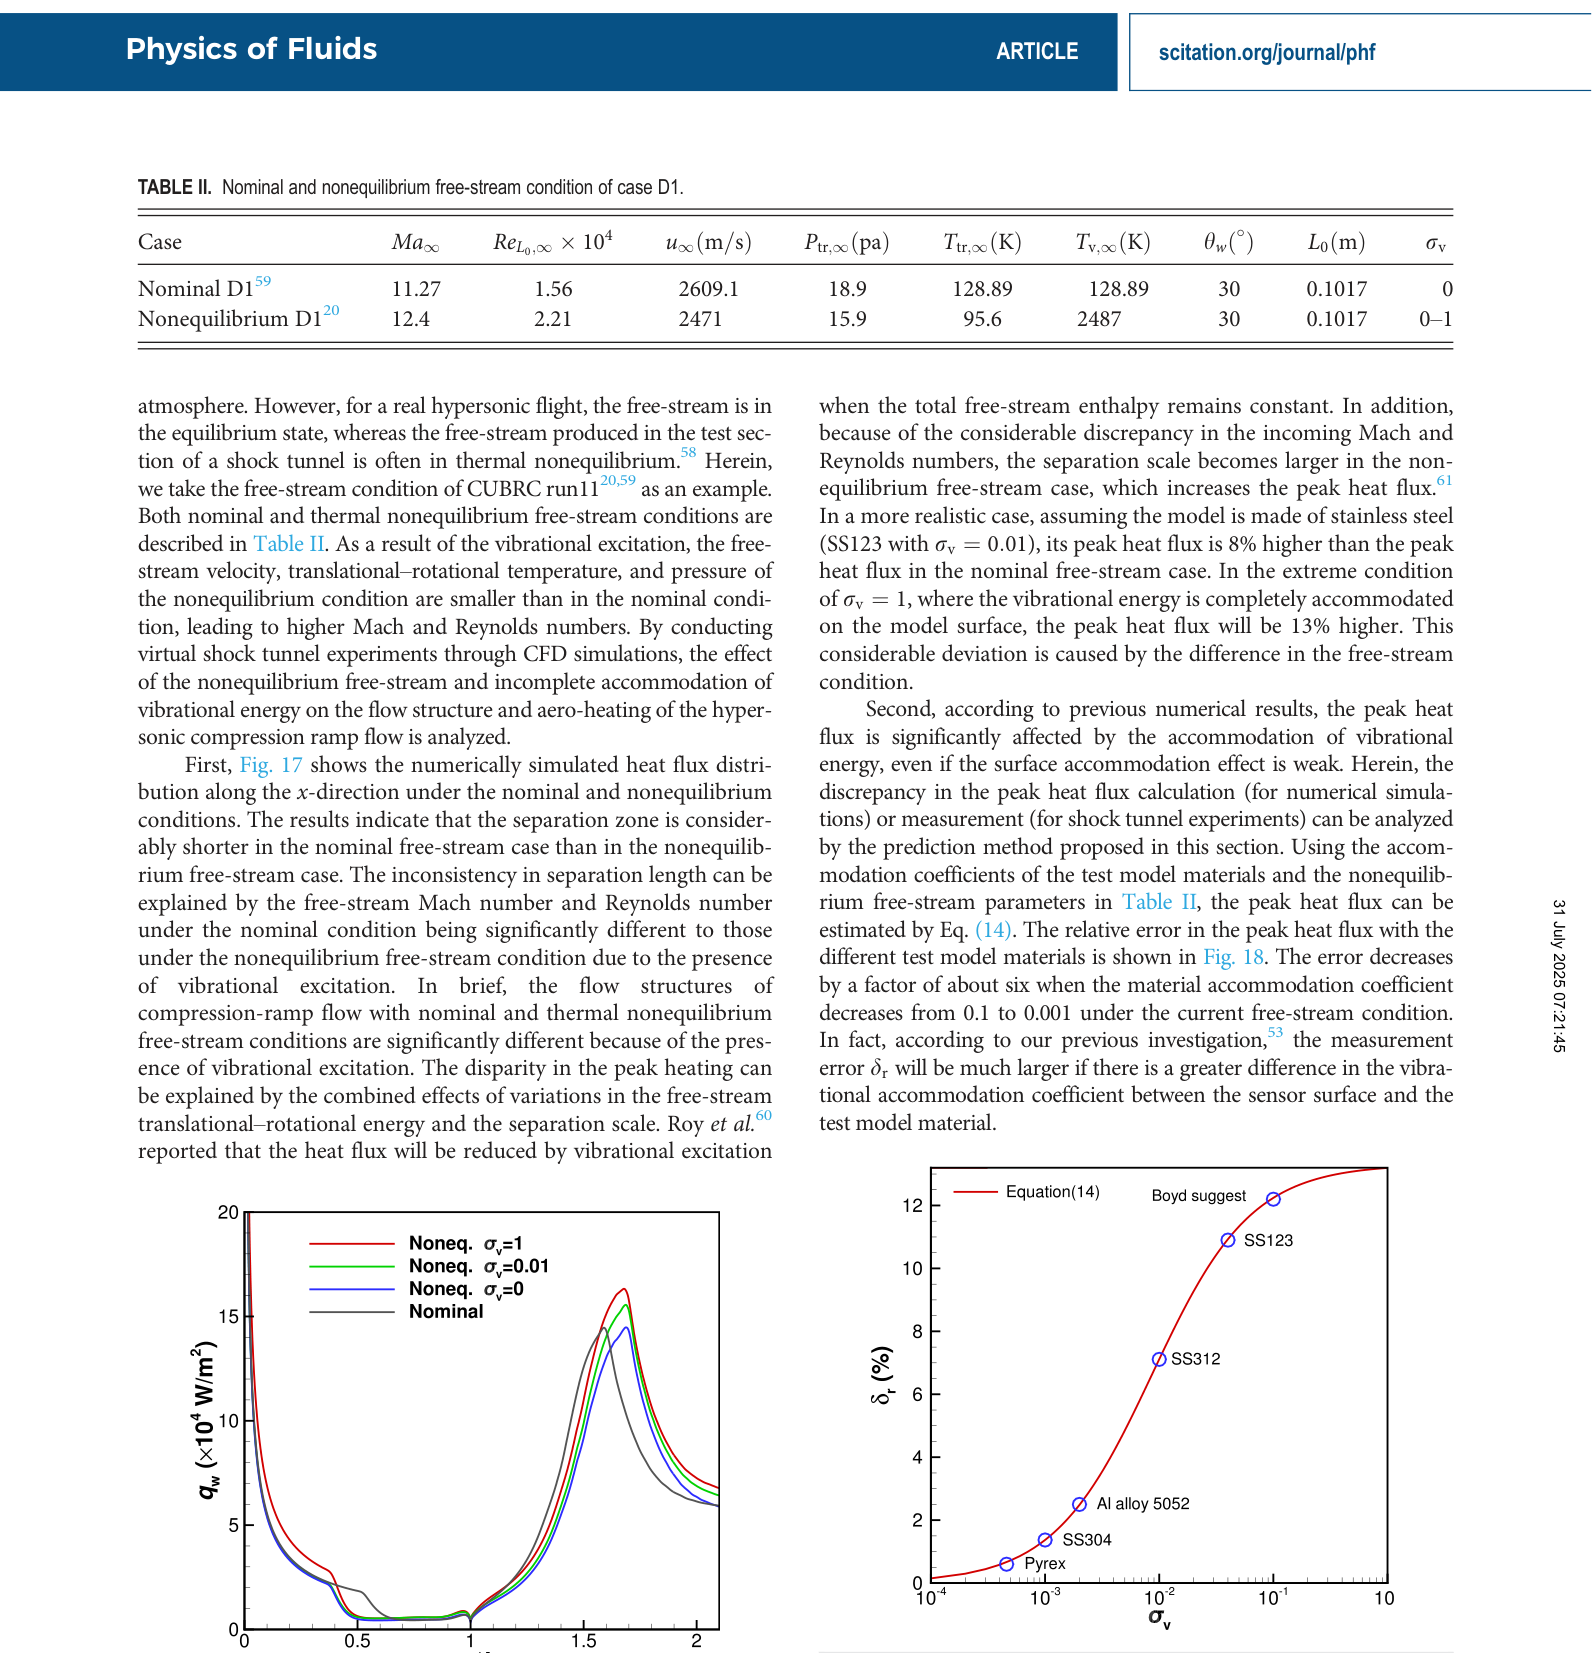 Physics of Fluids
ARTICLE
scitation.org/journal/phf
TABLE II. Nominal and nonequilibrium free-stream condition of case D1.
Case Ma∞ Re_{L₀,∞} × 10⁴ u∞(m/s) P_{tr,∞}(pa) T_{tr,∞}(K) T_{v,∞}(K) θ_w(°) L₀(m) σ_v
Nominal D1⁵⁹ 11.27 1.56 2609.1 18.9 128.89 128.89 30 0.1017 0
Nonequilibrium D1²⁰ 12.4 2.21 2471 15.9 95.6 2487 30 0.1017 0–1
atmosphere. However, for a real hypersonic flight, the free-stream is in
the equilibrium state, whereas the free-stream produced in the test sec-
tion of a shock tunnel is often in thermal nonequilibrium.⁵⁸ Herein,
we take the free-stream condition of CUBRC run11²⁰,⁵⁹ as an example.
Both nominal and thermal nonequilibrium free-stream conditions are
described in Table II. As a result of the vibrational excitation, the free-
stream velocity, translational–rotational temperature, and pressure of
the nonequilibrium condition are smaller than in the nominal condi-
tion, leading to higher Mach and Reynolds numbers. By conducting
virtual shock tunnel experiments through CFD simulations, the effect
of the nonequilibrium free-stream and incomplete accommodation of
vibrational energy on the flow structure and aero-heating of the hyper-
sonic compression ramp flow is analyzed.
First, Fig. 17 shows the numerically simulated heat flux distri-
bution along the x-direction under the nominal and nonequilibrium
conditions. The results indicate that the separation zone is consider-
ably shorter in the nominal free-stream case than in the nonequilib-
rium free-stream case. The inconsistency in separation length can be
explained by the free-stream Mach number and Reynolds number
under the nominal condition being significantly different to those
under the nonequilibrium free-stream condition due to the presence
of vibrational excitation. In brief, the flow structures of
compression-ramp flow with nominal and thermal nonequilibrium
free-stream conditions are significantly different because of the pres-
ence of vibrational excitation. The disparity in the peak heating can
be explained by the combined effects of variations in the free-stream
translational–rotational energy and the separation scale. Roy et al.⁶⁰
reported that the heat flux will be reduced by vibrational excitation
when the total free-stream enthalpy remains constant. In addition,
because of the considerable discrepancy in the incoming Mach and
Reynolds numbers, the separation scale becomes larger in the non-
equilibrium free-stream case, which increases the peak heat flux.⁶¹
In a more realistic case, assuming the model is made of stainless steel
(SS123 with σ_v = 0.01), its peak heat flux is 8% higher than the peak
heat flux in the nominal free-stream case. In the extreme condition
of σ_v = 1, where the vibrational energy is completely accommodated
on the model surface, the peak heat flux will be 13% higher. This
considerable deviation is caused by the difference in the free-stream
condition.
Second, according to previous numerical results, the peak heat
flux is significantly affected by the accommodation of vibrational
energy, even if the surface accommodation effect is weak. Herein, the
discrepancy in the peak heat flux calculation (for numerical simula-
tions) or measurement (for shock tunnel experiments) can be analyzed
by the prediction method proposed in this section. Using the accom-
modation coefficients of the test model materials and the nonequilib-
rium free-stream parameters in Table II, the peak heat flux can be
estimated by Eq. (14). The relative error in the peak heat flux with the
different test model materials is shown in Fig. 18. The error decreases
by a factor of about six when the material accommodation coefficient
decreases from 0.1 to 0.001 under the current free-stream condition.
In fact, according to our previous investigation,⁵³ the measurement
error δ_r will be much larger if there is a greater difference in the vibra-
tional accommodation coefficient between the sensor surface and the
test model material.
31 July 2025 07:21:45
20
15
10
5
0
q_w (×10⁴ W/m²)
Noneq. σ_v=1
Noneq. σ_v=0.01
Noneq. σ_v=0
Nominal
0 0.5 1 1.5 2
12
10
8
6
4
2
0
δ_r (%)
Equation(14)
Boyd suggest
SS123
SS312
Al alloy 5052
SS304
Pyrex
10⁻⁴ 10⁻³ 10⁻² 10⁻¹ 10
σ_v